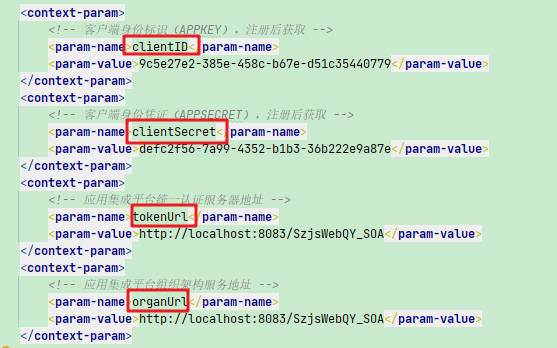 <context-param>
<!-- 客户端身份标识（APPKEY），注册后获取 -->
<param-name>clientID</param-name>
<param-value>9c5e27e2-385e-458c-b67e-d51c35440779</param-value>
</context-param>
<context-param>
<!-- 客户端身份凭证（APPSECRET），注册后获取 -->
<param-name>clientSecret</param-name>
<param-value>defc2f56-7a99-4352-b1b3-36b222e9a87e</param-value>
</context-param>
<context-param>
<!-- 应用集成平台统一认证服务器地址 -->
<param-name>tokenUrl</param-name>
<param-value>http://localhost:8083/SzjsWebQY_SOA</param-value>
</context-param>
<context-param>
<!-- 应用集成平台组织架构服务地址 -->
<param-name>organUrl</param-name>
<param-value>http://localhost:8083/SzjsWebQY_SOA</param-value>
</context-param>